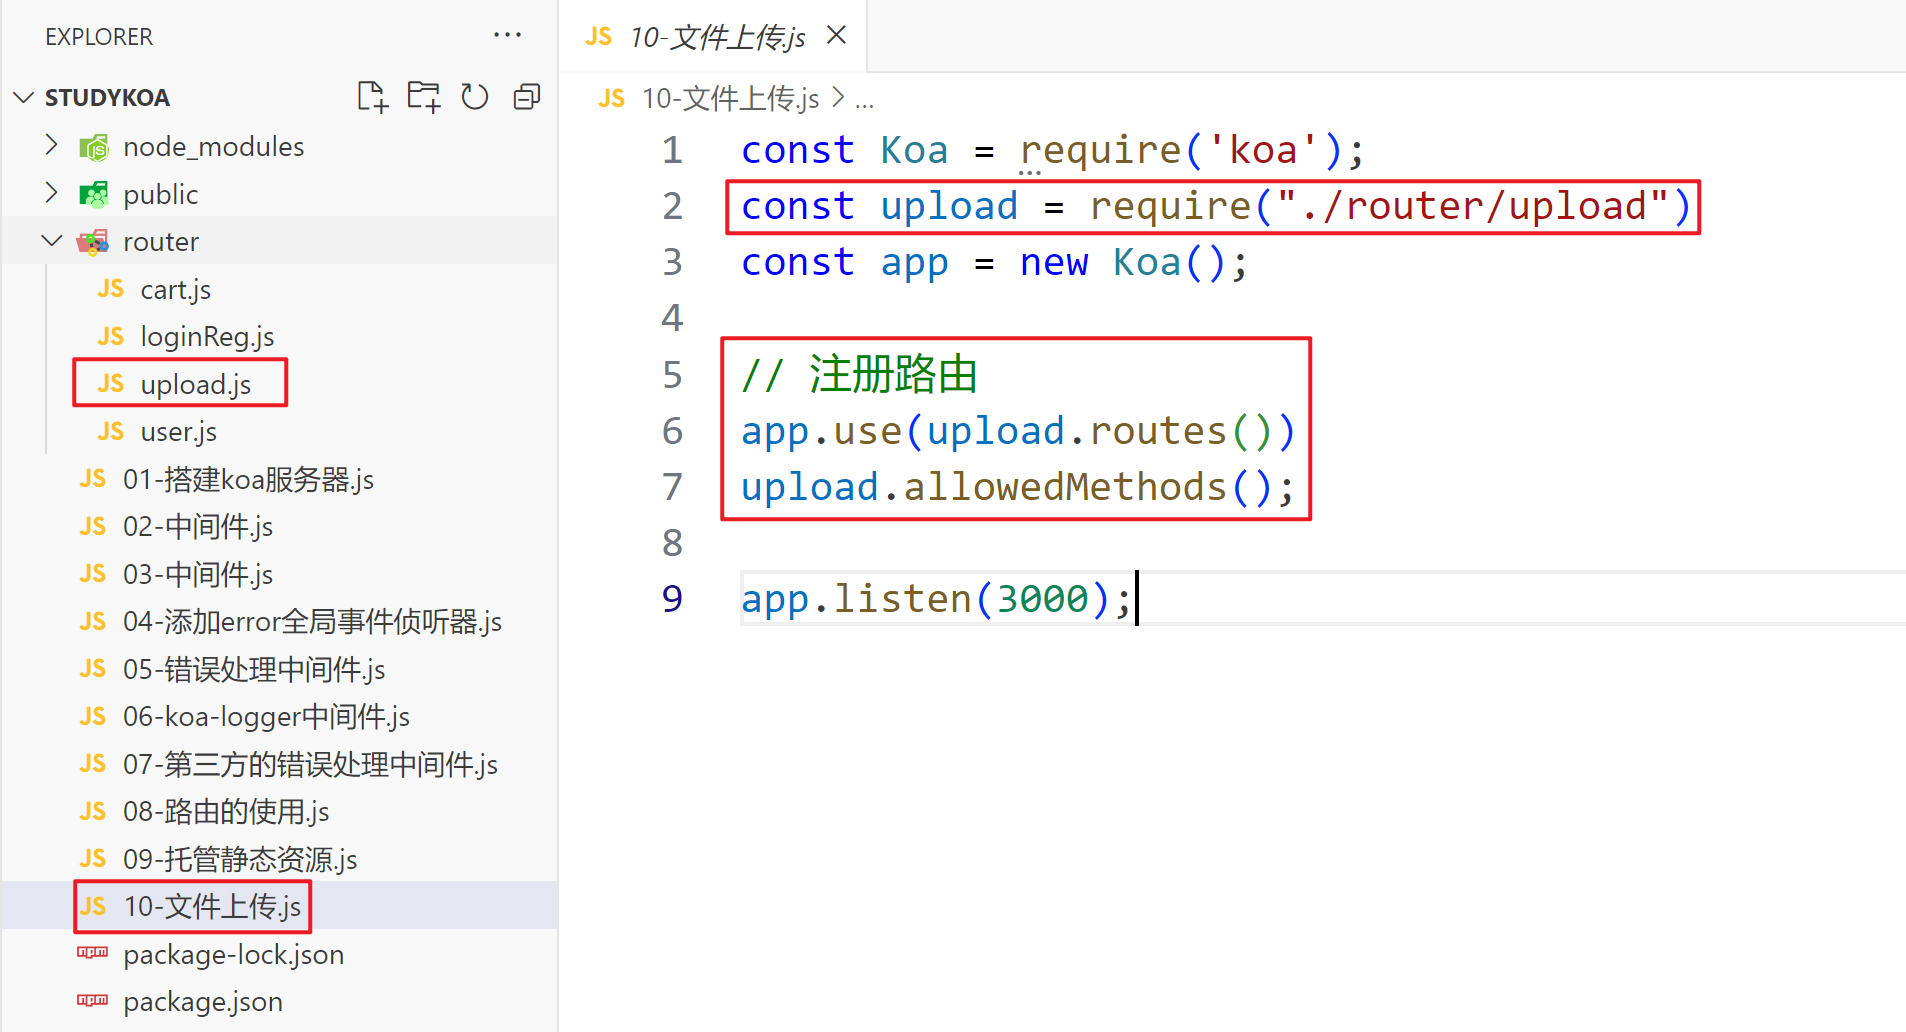 EXPLORER
STUDYKOA
node_modules
public
router
JS cart.js
JS loginReg.js
JS upload.js
JS user.js
JS 01-搭建koa服务器.js
JS 02-中间件.js
JS 03-中间件.js
JS 04-添加error全局事件侦听器.js
JS 05-错误处理中间件.js
JS 06-koa-logger中间件.js
JS 07-第三方的错误处理中间件.js
JS 08-路由的使用.js
JS 09-托管静态资源.js
JS 10-文件上传.js
package-lock.json
package.json
JS 10-文件上传.js
JS 10-文件上传.js > ...
1 const Koa = require('koa');
2 const upload = require("./router/upload")
3 const app = new Koa();
4
5 // 注册路由
6 app.use(upload.routes())
7 upload.allowedMethods();
8
9 app.listen(3000);